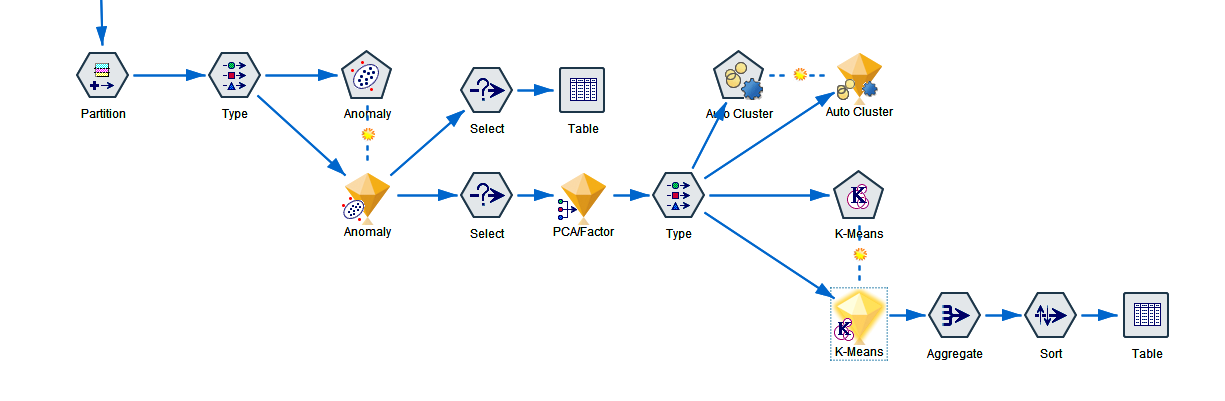 Partition
Type
Anomaly
Select
Table
Auto Cluster
Auto Cluster
Anomaly
Select
PCA/Factor
Type
K
K-Means
K
K-Means
Aggregate
Sort
Table